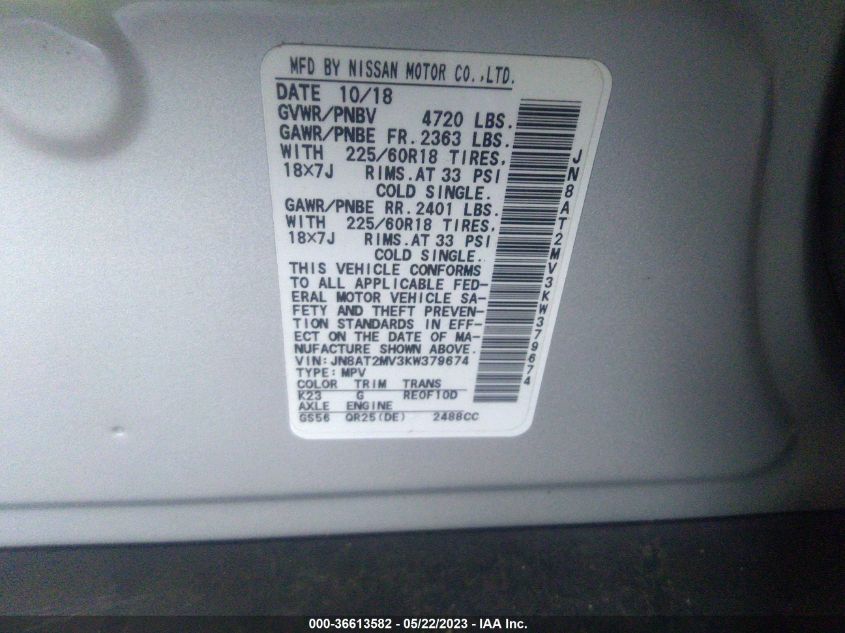 MFD BY NISSAN MOTOR CO.,LTD.
DATE 10/18
GVWR/PNBV 4720 LBS.
GAWR/PNBE FR. 2363 LBS.
WITH 225/60R18 TIRES,
18×7J RIMS.AT 33 PSI
COLD SINGLE.
GAWR/PNBE RR. 2401 LBS.
WITH 225/60R18 TIRES,
18×7J RIMS.AT 33 PSI
COLD SINGLE.
THIS VEHICLE CONFORMS
TO ALL APPLICABLE FED-
ERAL MOTOR VEHICLE SA-
FETY AND THEFT PREVEN-
TION STANDARDS IN EFF-
ECT ON THE DATE OF MA-
NUFACTURE SHOWN ABOVE.
VIN: JN8AT2MV3KW379674
TYPE: MPV
COLOR TRIM TRANS
K23 G RE0F10D
AXLE ENGINE
GS56 QR25(DE) 2488CC
JN8AT2MV3KW379674
000-36613582 - 05/22/2023 - IAA Inc.